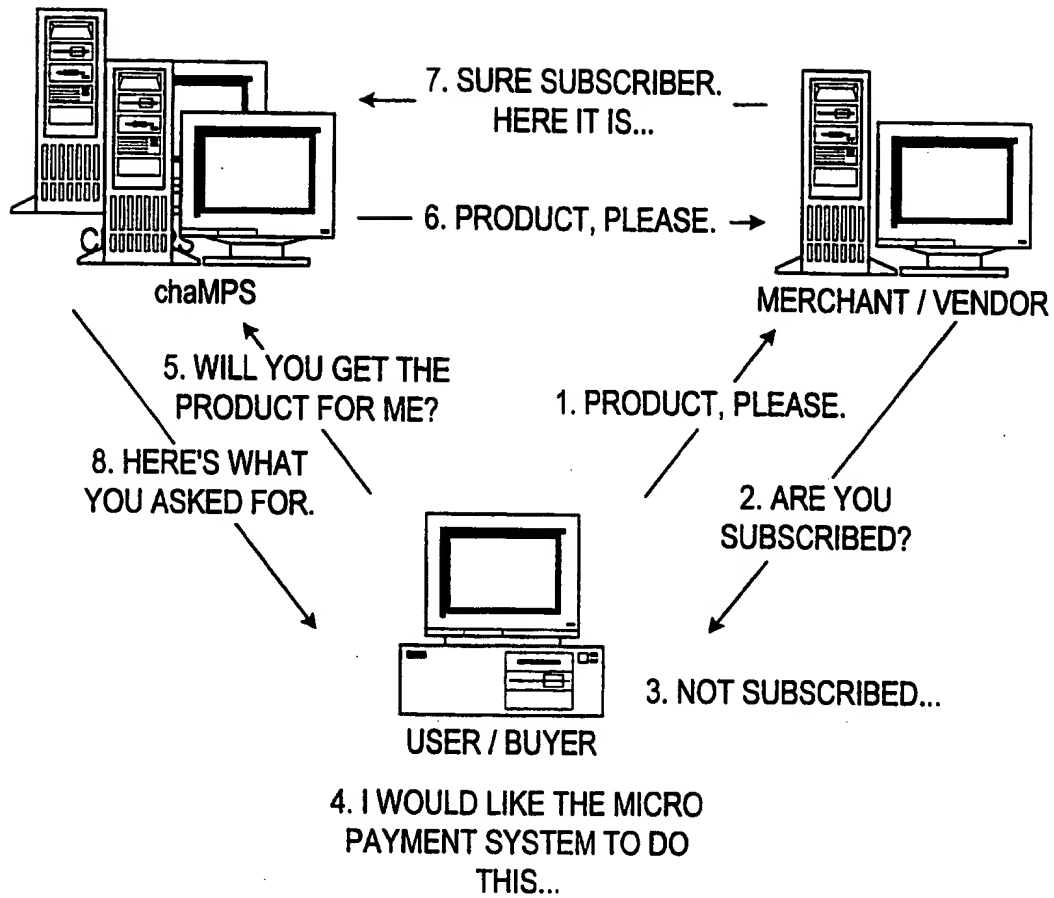 7. SURE SUBSCRIBER.
HERE IT IS...
6. PRODUCT, PLEASE.
chaMPS
MERCHANT / VENDOR
5. WILL YOU GET THE
PRODUCT FOR ME?
1. PRODUCT, PLEASE.
8. HERE'S WHAT
YOU ASKED FOR.
2. ARE YOU
SUBSCRIBED?
3. NOT SUBSCRIBED...
USER / BUYER
4. I WOULD LIKE THE MICRO
PAYMENT SYSTEM TO DO
THIS...